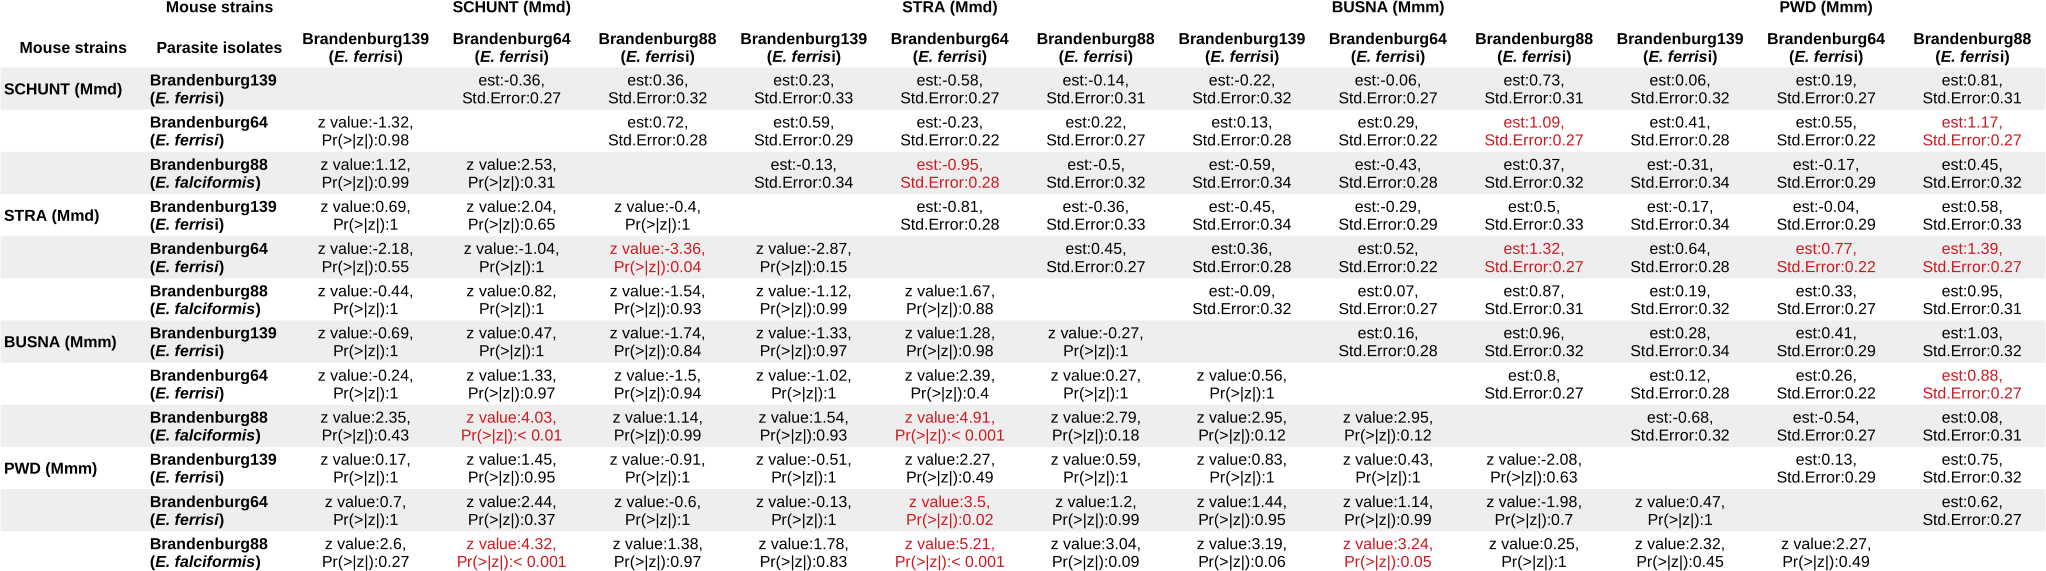 Mouse strains SCHUNT (Mmd) STRA (Mmd) BUSNA (Mmm) PWD (Mmm)
Mouse strains Parasite isolates Brandenburg139 Brandenburg64 Brandenburg88 Brandenburg139 Brandenburg64 Brandenburg88 Brandenburg139 Brandenburg64 Brandenburg88 Brandenburg139 Brandenburg64 Brandenburg88
(E. ferrisi) (E. ferrisi) (E. ferrisi) (E. ferrisi) (E. ferrisi) (E. ferrisi) (E. ferrisi) (E. ferrisi) (E. ferrisi) (E. ferrisi) (E. ferrisi) (E. ferrisi)
SCHUNT (Mmd) Brandenburg139 est:-0.36, est:0.36, est:0.23, est:-0.58, est:-0.14, est:-0.22, est:-0.06, est:0.73, est:0.06, est:0.19, est:0.81,
(E. ferrisi) Std.Error:0.27 Std.Error:0.32 Std.Error:0.33 Std.Error:0.27 Std.Error:0.31 Std.Error:0.32 Std.Error:0.27 Std.Error:0.31 Std.Error:0.32 Std.Error:0.27 Std.Error:0.31
Brandenburg64 z value:-1.32, est:0.72, est:0.59, est:-0.23, est:0.22, est:0.13, est:0.29, est:1.09, est:0.41, est:0.55, est:1.17,
(E. ferrisi) Pr(>|z|):0.98 Std.Error:0.28 Std.Error:0.29 Std.Error:0.22 Std.Error:0.27 Std.Error:0.28 Std.Error:0.22 Std.Error:0.27 Std.Error:0.28 Std.Error:0.22 Std.Error:0.27
Brandenburg88 z value:1.12, z value:2.53, est:-0.13, est:-0.95, est:-0.5, est:-0.59, est:-0.43, est:0.37, est:-0.31, est:-0.17, est:0.45,
(E. falciformis) Pr(>|z|):0.99 Pr(>|z|):0.31 Std.Error:0.34 Std.Error:0.28 Std.Error:0.32 Std.Error:0.34 Std.Error:0.28 Std.Error:0.32 Std.Error:0.34 Std.Error:0.29 Std.Error:0.32
STRA (Mmd) Brandenburg139 z value:0.69, z value:2.04, z value:-0.4, est:-0.81, est:-0.36, est:-0.45, est:-0.29, est:0.5, est:-0.17, est:-0.04, est:0.58,
(E. ferrisi) Pr(>|z|):1 Pr(>|z|):0.65 Pr(>|z|):1 Std.Error:0.28 Std.Error:0.33 Std.Error:0.34 Std.Error:0.29 Std.Error:0.33 Std.Error:0.34 Std.Error:0.29 Std.Error:0.33
Brandenburg64 z value:-2.18, z value:-1.04, z value:-3.36, z value:-2.87, est:0.45, est:0.36, est:0.52, est:1.32, est:0.64, est:0.77, est:1.39,
(E. ferrisi) Pr(>|z|):0.55 Pr(>|z|):1 Pr(>|z|):0.04 Pr(>|z|):0.15 Std.Error:0.27 Std.Error:0.28 Std.Error:0.22 Std.Error:0.27 Std.Error:0.28 Std.Error:0.22 Std.Error:0.27
Brandenburg88 z value:-0.44, z value:0.82, z value:-1.54, z value:-1.12, z value:1.67, est:-0.09, est:0.07, est:0.87, est:0.19, est:0.33, est:0.95,
(E. falciformis) Pr(>|z|):1 Pr(>|z|):1 Pr(>|z|):0.93 Pr(>|z|):0.99 Pr(>|z|):0.88 Std.Error:0.32 Std.Error:0.27 Std.Error:0.31 Std.Error:0.32 Std.Error:0.27 Std.Error:0.31
BUSNA (Mmm) Brandenburg139 z value:-0.69, z value:0.47, z value:-1.74, z value:-1.33, z value:1.28, z value:-0.27, est:0.16, est:0.96, est:0.28, est:0.41, est:1.03,
(E. ferrisi) Pr(>|z|):1 Pr(>|z|):1 Pr(>|z|):0.84 Pr(>|z|):0.97 Pr(>|z|):0.98 Pr(>|z|):1 Std.Error:0.28 Std.Error:0.32 Std.Error:0.34 Std.Error:0.29 Std.Error:0.32
Brandenburg64 z value:-0.24, z value:1.33, z value:-1.5, z value:-1.02, z value:2.39, z value:0.27, z value:0.56, est:0.8, est:0.12, est:0.26, est:0.88,
(E. ferrisi) Pr(>|z|):1 Pr(>|z|):0.97 Pr(>|z|):0.94 Pr(>|z|):1 Pr(>|z|):0.4 Pr(>|z|):1 Pr(>|z|):1 Std.Error:0.27 Std.Error:0.28 Std.Error:0.22 Std.Error:0.27
Brandenburg88 z value:2.35, z value:4.03, z value:1.14, z value:1.54, z value:4.91, z value:2.79, z value:2.95, z value:2.95, est:-0.68, est:-0.54, est:0.08,
(E. falciformis) Pr(>|z|):0.43 Pr(>|z|):< 0.01 Pr(>|z|):0.99 Pr(>|z|):0.93 Pr(>|z|):< 0.001 Pr(>|z|):0.18 Pr(>|z|):0.12 Pr(>|z|):0.12 Std.Error:0.32 Std.Error:0.27 Std.Error:0.31
PWD (Mmm) Brandenburg139 z value:0.17, z value:1.45, z value:-0.91, z value:-0.51, z value:2.27, z value:0.59, z value:0.83, z value:0.43, z value:-2.08, est:0.13, est:0.75,
(E. ferrisi) Pr(>|z|):1 Pr(>|z|):0.95 Pr(>|z|):1 Pr(>|z|):1 Pr(>|z|):0.49 Pr(>|z|):1 Pr(>|z|):1 Pr(>|z|):1 Pr(>|z|):0.63 Std.Error:0.29 Std.Error:0.32
Brandenburg64 z value:0.7, z value:2.44, z value:-0.6, z value:-0.13, z value:3.5, z value:1.2, z value:1.44, z value:1.14, z value:-1.98, z value:0.47, est:0.62,
(E. ferrisi) Pr(>|z|):1 Pr(>|z|):0.37 Pr(>|z|):1 Pr(>|z|):1 Pr(>|z|):0.02 Pr(>|z|):0.99 Pr(>|z|):0.95 Pr(>|z|):0.99 Pr(>|z|):0.7 Pr(>|z|):1 Std.Error:0.27
Brandenburg88 z value:2.6, z value:4.32, z value:1.38, z value:1.78, z value:5.21, z value:3.04, z value:3.19, z value:3.24, z value:0.25, z value:2.32, z value:2.27,
(E. falciformis) Pr(>|z|):0.27 Pr(>|z|):< 0.001 Pr(>|z|):0.97 Pr(>|z|):0.83 Pr(>|z|):< 0.001 Pr(>|z|):0.09 Pr(>|z|):0.06 Pr(>|z|):0.05 Pr(>|z|):1 Pr(>|z|):0.45 Pr(>|z|):0.49